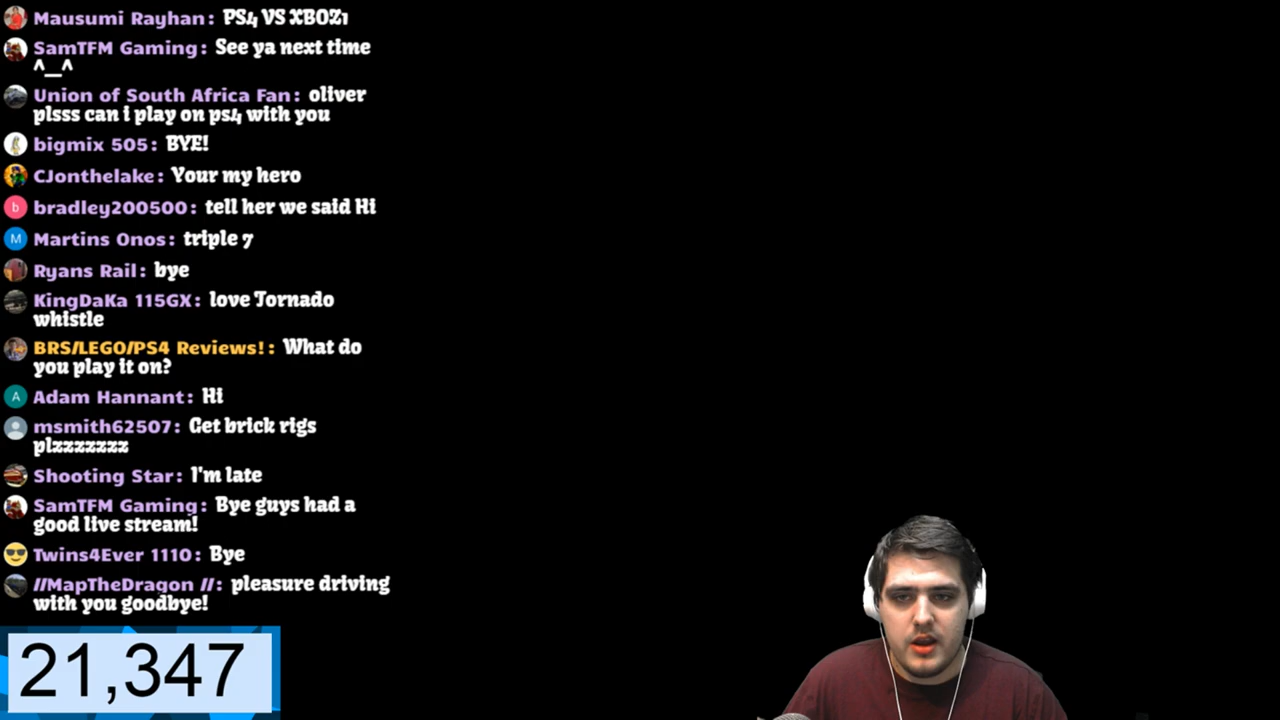 Mausumi Rayhan: PS4 VS XBOZ1
SamTFM Gaming: See ya next time
^__^
Union of South Africa Fan: oliver
plsss can i play on ps4 with you
bigmix 505: BYE!
CJonthelake: Your my hero
b
bradley200500: tell her we said Hi
M
Martins Onos: triple 7
Ryans Rail: bye
KingDaKa 115GX: love Tornado
whistle
BRS/LEGO/PS4 Reviews!: What do
you play it on?
A
Adam Hannant: Hi
msmith62507: Get brick rigs
plzzzzzzz
Shooting Star: I'm late
SamTFM Gaming: Bye guys had a
good live stream!
Twins4Ever 1110: Bye
//MapTheDragon //: pleasure driving
with you goodbye!
21,347